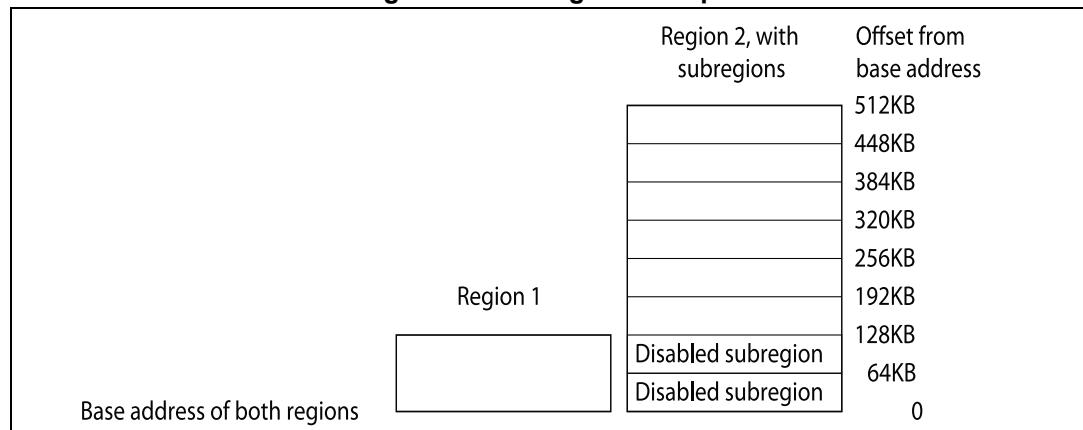 Region 2, with
subregions
Offset from
base address
512KB
448KB
384KB
320KB
256KB
Region 1
192KB
128KB
Disabled subregion
64KB
Disabled subregion
Base address of both regions
0